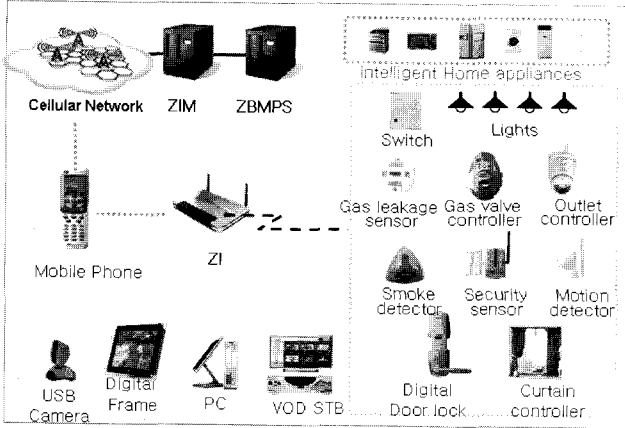 Cellular Network
ZIM
ZBMPS
Intelligent Home appliances
Switch
Lights
Gas leakage
sensor
Gas valve
controller
Outlet
controller
Mobile Phone
ZI
Smoke
detector
Security
sensor
Motion
detector
USB
Camera
Digital
Frame
PC
VOD STB
Digital
Door lock
Curtain
controller